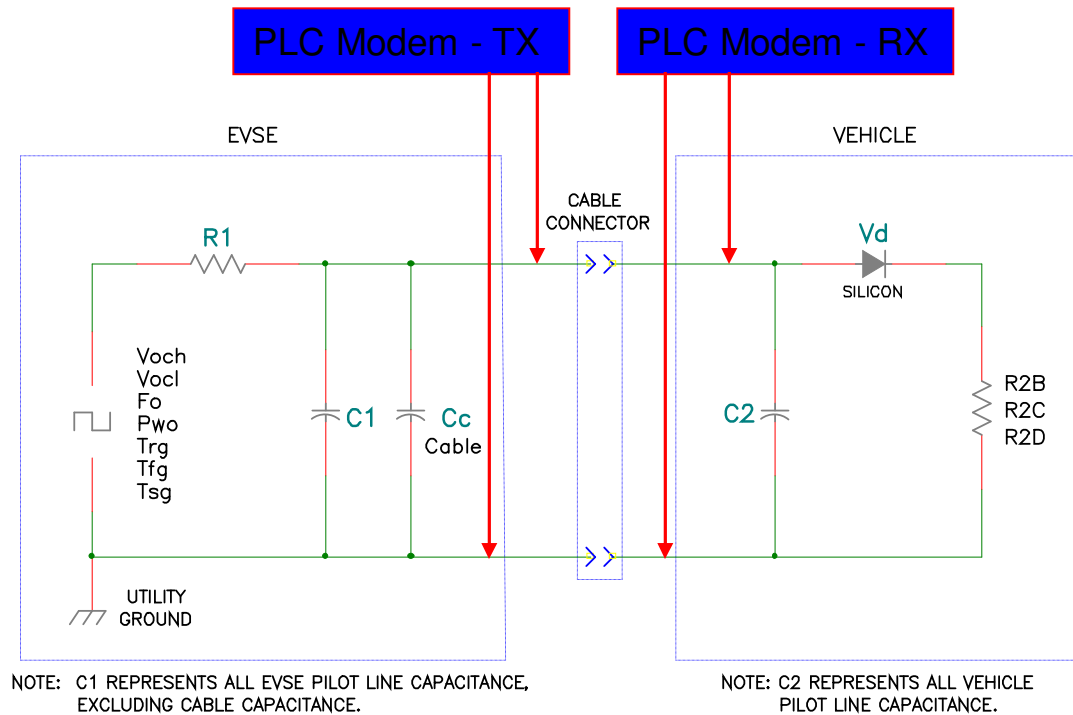 PLC Modem - TX
PLC Modem - RX
EVSE
VEHICLE
CABLE
CONNECTOR
R1
Vd
SILICON
Voch
Vocl
Fo
Pwo
Trg
Tfg
Tsg
C1
Cc
Cable
C2
R2B
R2C
R2D
UTILITY
GROUND
NOTE: C1 REPRESENTS ALL EVSE PILOT LINE CAPACITANCE,
EXCLUDING CABLE CAPACITANCE.
NOTE: C2 REPRESENTS ALL VEHICLE
PILOT LINE CAPACITANCE.